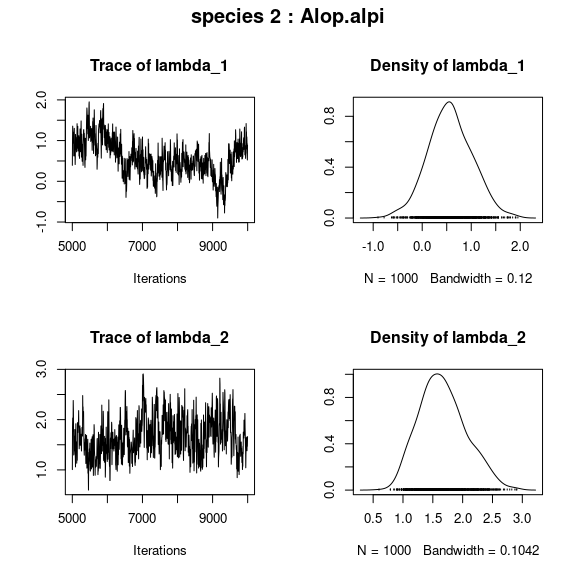 species 2 : Alop.alpi
Trace of lambda_1
2.0
1.0
0.0
-1.0
5000 7000 9000
Iterations
Density of lambda_1
0.8
0.4
0.0
-1.0 0.0 1.0 2.0
N = 1000 Bandwidth = 0.12
Trace of lambda_2
3.0
2.0
1.0
5000 7000 9000
Iterations
Density of lambda_2
0.8
0.4
0.0
0.5 1.0 1.5 2.0 2.5 3.0
N = 1000 Bandwidth = 0.1042